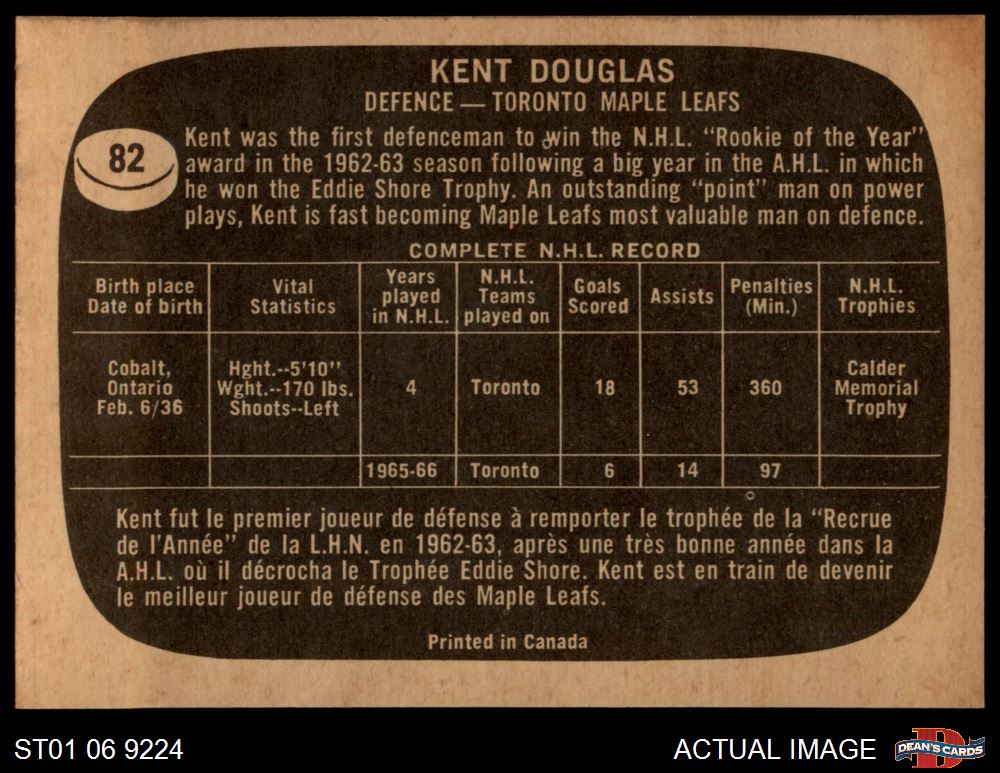 KENT DOUGLAS
DEFENCE — TORONTO MAPLE LEAFS
82
Kent was the first defenceman to win the N.H.L. "Rookie of the Year"
award in the 1962-63 season following a big year in the A.H.L. in which
he won the Eddie Shore Trophy. An outstanding "point" man on power
plays, Kent is fast becoming Maple Leafs most valuable man on defence.
COMPLETE N.H.L. RECORD
Birth place
Date of birth
Vital
Statistics
Years
played
in N.H.L.
N.H.L.
Teams
played on
Goals
Scored
Assists
Penalties
(Min.)
N.H.L.
Trophies
Cobalt,
Ontario
Feb. 6/36
Hght.--5'10"
Wght.--170 lbs.
Shoots--Left
4
Toronto
18
53
360
Calder
Memorial
Trophy
1965-66
Toronto
6
14
97
Kent fut le premier joueur de défense à remporter le trophée de la "Recrue
de l'Année" de la L.H.N. en 1962-63, après une très bonne année dans la
A.H.L. où il décrocha le Trophée Eddie Shore. Kent est en train de devenir
le meilleur joueur de défense des Maple Leafs.
Printed in Canada
ST01 06 9224
ACTUAL IMAGE
D
DEAN'S CARDS